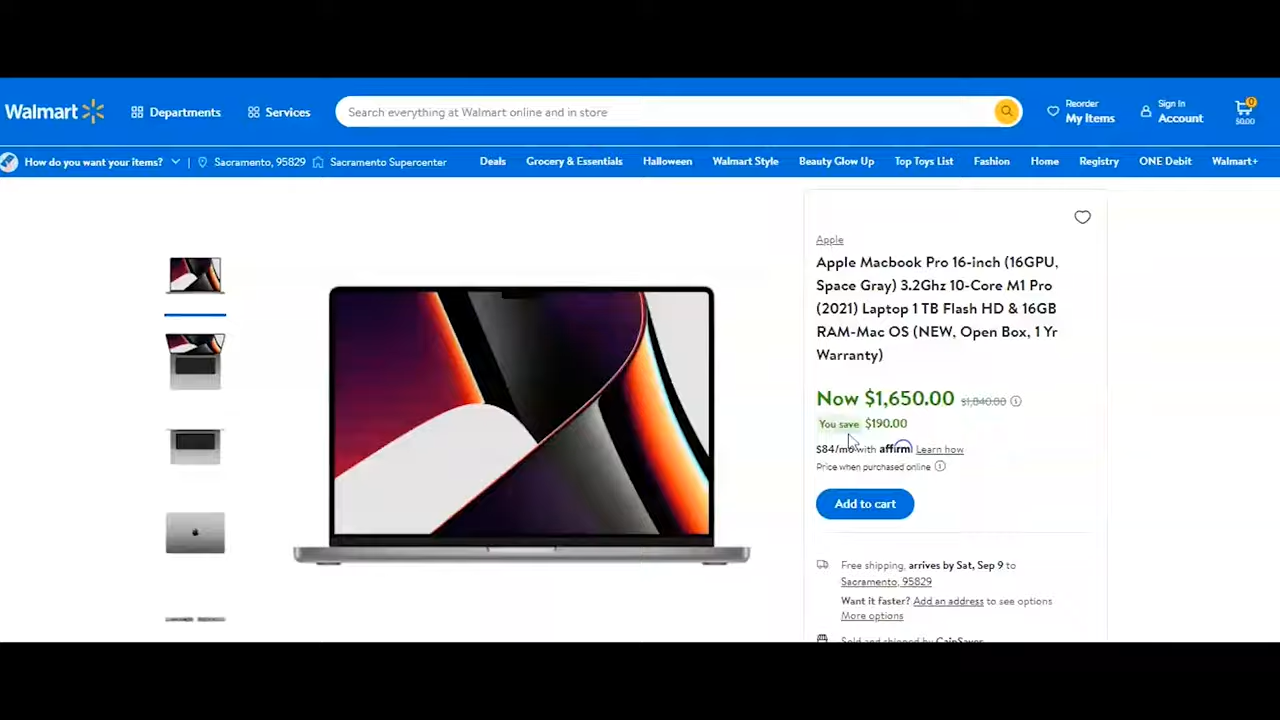 Walmart
Departments
Services
Search everything at Walmart online and in store
Reorder
My Items
Sign In
Account
0
$0.00
How do you want your items?
Sacramento, 95829
Sacramento Supercenter
Deals
Grocery & Essentials
Halloween
Walmart Style
Beauty Glow Up
Top Toys List
Fashion
Home
Registry
ONE Debit
Walmart+
Apple
Apple Macbook Pro 16-inch (16GPU,
Space Gray) 3.2Ghz 10-Core M1 Pro
(2021) Laptop 1 TB Flash HD & 16GB
RAM-Mac OS (NEW, Open Box, 1 Yr
Warranty)
Now $1,650.00 $1,840.00
You save $190.00
$84/mo with affirm Learn how
Price when purchased online
Add to cart
Free shipping, arrives by Sat, Sep 9 to
Sacramento, 95829
Want it faster? Add an address to see options
More options
Sold and shipped by